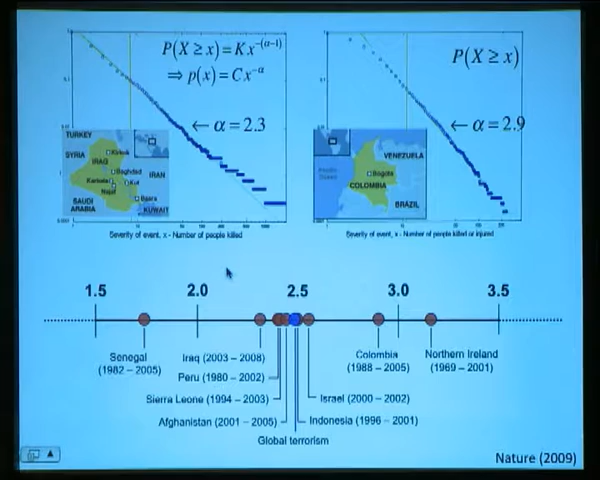 P(X ≥ x) = Kx^-(α-1)
⇒ p(x) = Cx^-α
← α = 2.3
TURKEY
SYRIA
Kirkuk
IRAQ
Baghdad
IRAN
Karbala
Kut
Najaf
Basra
SAUDI
ARABIA
KUWAIT
Severity of event, x - Number of people killed
P(X ≥ x)
← α = 2.9
VENEZUELA
Bogota
COLOMBIA
BRAZIL
Severity of event, x - Number of people killed or injured
1.5 2.0 2.5 3.0 3.5
Senegal
(1982 – 2005)
Iraq (2003 – 2008)
Peru (1980 – 2002)
Sierra Leone (1994 – 2003)
Afghanistan (2001 – 2005)
Global terrorism
Colombia
(1988 – 2005)
Northern Ireland
(1969 – 2001)
Israel (2000 – 2002)
Indonesia (1996 – 2001)
Nature (2009)